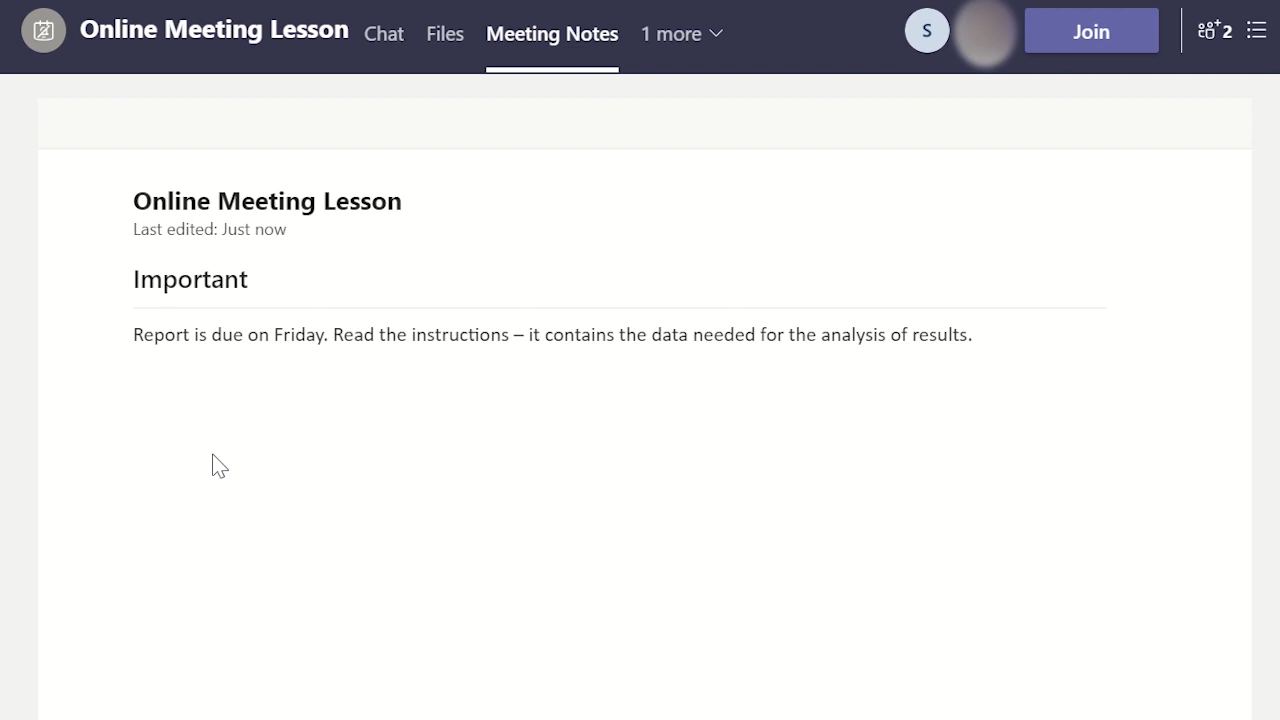 Online Meeting Lesson Chat Files Meeting Notes 1 more S Join 2
Online Meeting Lesson
Last edited: Just now
Important
Report is due on Friday. Read the instructions – it contains the data needed for the analysis of results.